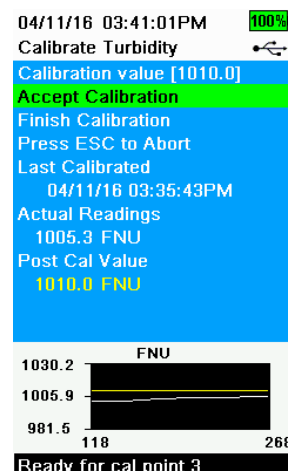 04/11/16 03:41:01PM 100%
Calibrate Turbidity
Calibration value [1010.0]
Accept Calibration
Finish Calibration
Press ESC to Abort
Last Calibrated
04/11/16 03:35:43PM
Actual Readings
1005.3 FNU
Post Cal Value
1010.0 FNU
FNU
1030.2
1005.9
981.5
118 268
Ready for cal point 3